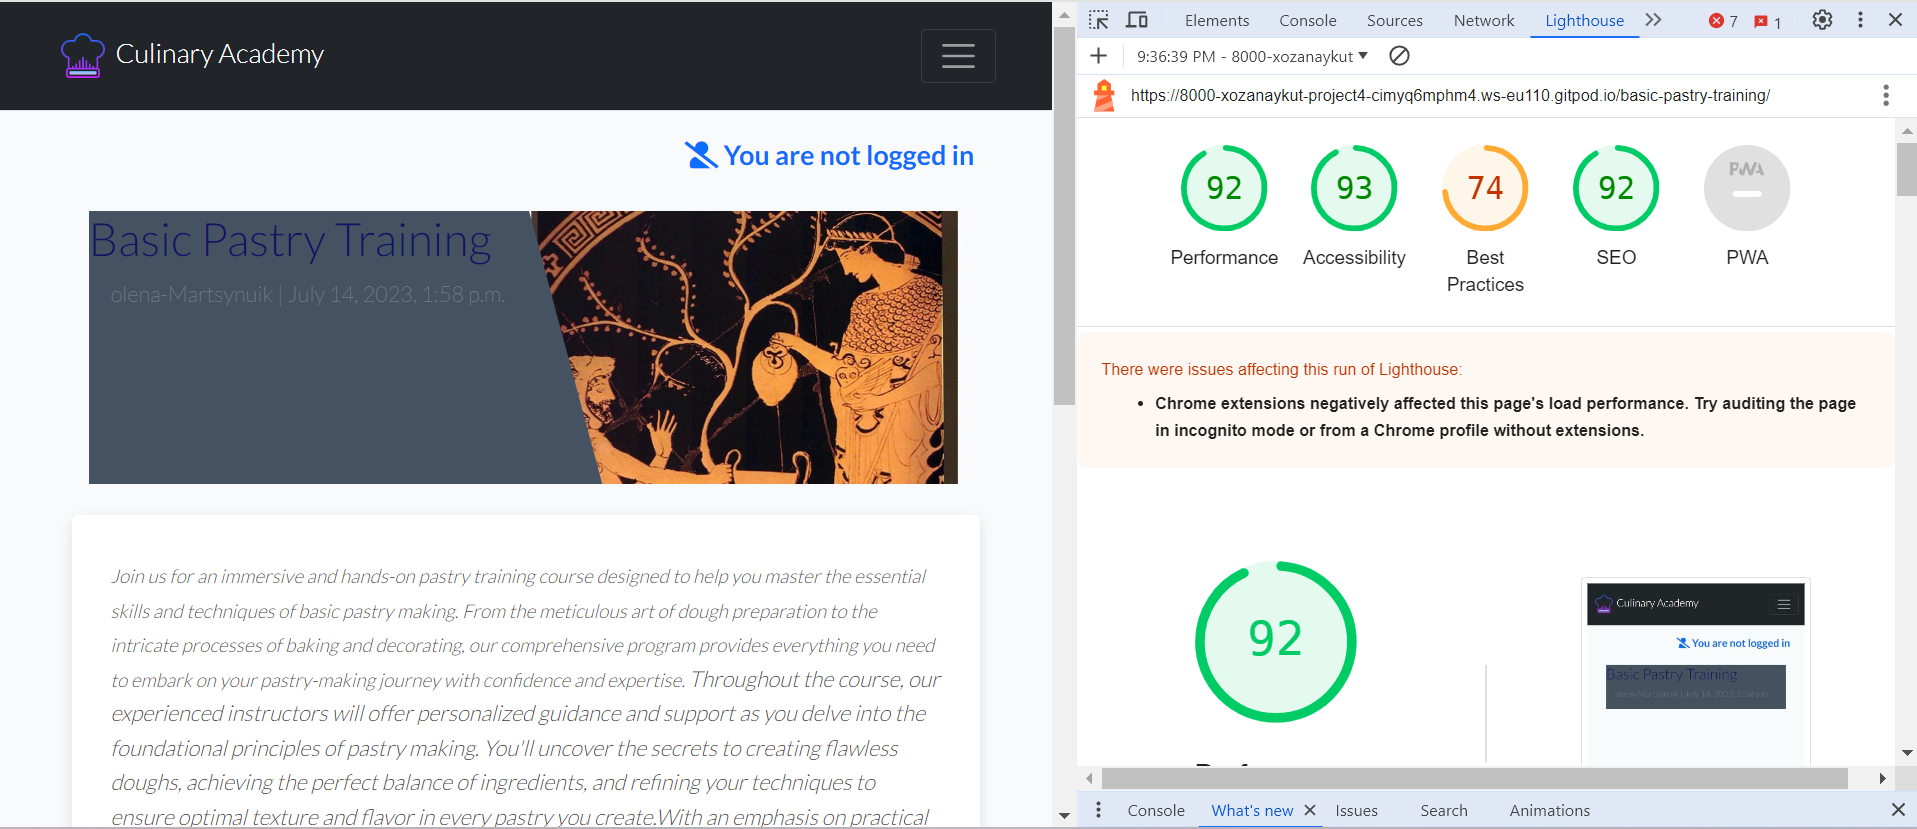 Culinary Academy
You are not logged in
Basic Pastry Training
olena-Martsynuik | July 14, 2023, 1:58 p.m.
Join us for an immersive and hands-on pastry training course designed to help you master the essential
skills and techniques of basic pastry making. From the meticulous art of dough preparation to the
intricate processes of baking and decorating, our comprehensive program provides everything you need
to embark on your pastry-making journey with confidence and expertise. Throughout the course, our
experienced instructors will offer personalized guidance and support as you delve into the
foundational principles of pastry making. You'll uncover the secrets to creating flawless
doughs, achieving the perfect balance of ingredients, and refining your techniques to
ensure optimal texture and flavor in every pastry you create.With an emphasis on practical
Elements Console Sources Network Lighthouse 7 1
9:36:39 PM - 8000-xozanaykut
https://8000-xozanaykut-project4-cimyq6mphm4.ws-eu110.gitpod.io/basic-pastry-training/
92 93 74 92 PWA
Performance Accessibility Best SEO PWA
Practices
There were issues affecting this run of Lighthouse:
• Chrome extensions negatively affected this page's load performance. Try auditing the page
in incognito mode or from a Chrome profile without extensions.
92
Culinary Academy
You are not logged in
Basic Pastry Training
olena-Martsynuik | July 14, 2023, 1:58 p.m.
Console What's new Issues Search Animations